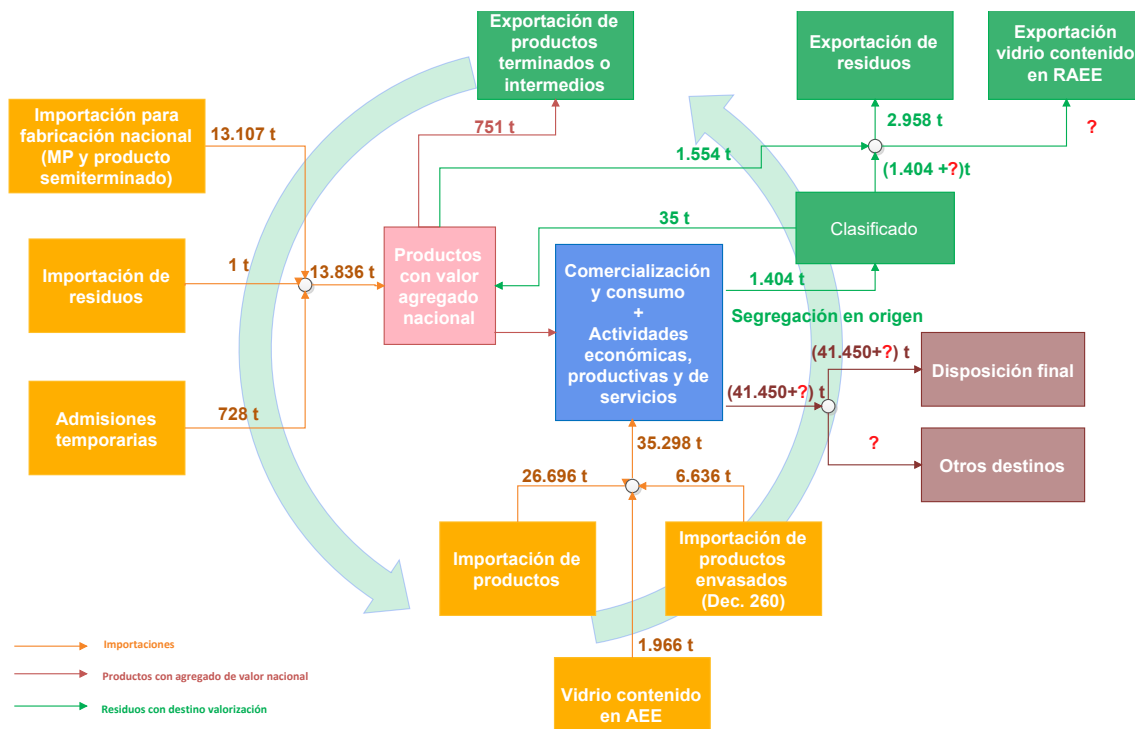 Exportación de
productos
terminados o
intermedios
Exportación de
residuos
Exportación
vidrio contenido
en RAEE
Importación para
fabricación nacional
(MP y producto
semiterminado)
13.107 t
751 t
2.958 t
?
1.554 t
(1.404 +?)t
35 t
Clasificado
Importación de
residuos
1 t
13.836 t
Productos
con valor
agregado
nacional
Comercialización
y consumo
+
Actividades
económicas,
productivas y de
servicios
1.404 t
Segregación en origen
(41.450+?) t
Disposición final
(41.450+?) t
Admisiones
temporarias
728 t
?
Otros destinos
35.298 t
26.696 t
6.636 t
Importación de
productos
Importación de
productos
envasados
(Dec. 260)
1.966 t
Vidrio contenido
en AEE
Importaciones
Productos con agregado de valor nacional
Residuos con destino valorización